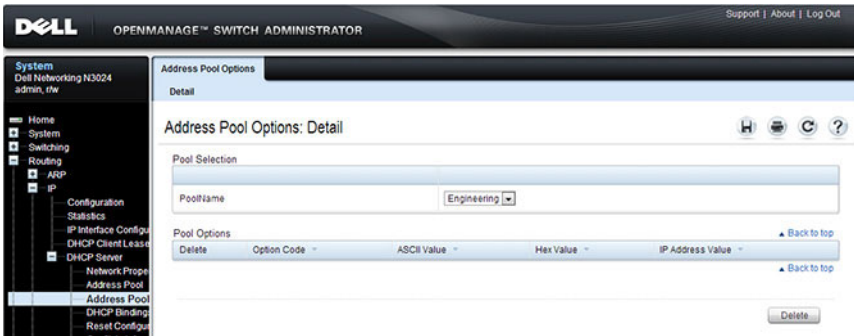 Support | About | Log Out
DELL OPENMANAGE™ SWITCH ADMINISTRATOR
System
Dell Networking N3024
admin, r/w
Home
System
Switching
Routing
ARP
IP
Configuration
Statistics
IP Interface Configu
DHCP Client Lease
DHCP Server
Network Prope
Address Pool
Address Pool
DHCP Binding
Reset Configur
Address Pool Options
Detail
Address Pool Options: Detail
Pool Selection
PoolName Engineering
Pool Options Back to top
Delete Option Code ASCII Value Hex Value IP Address Value
Back to top
Delete